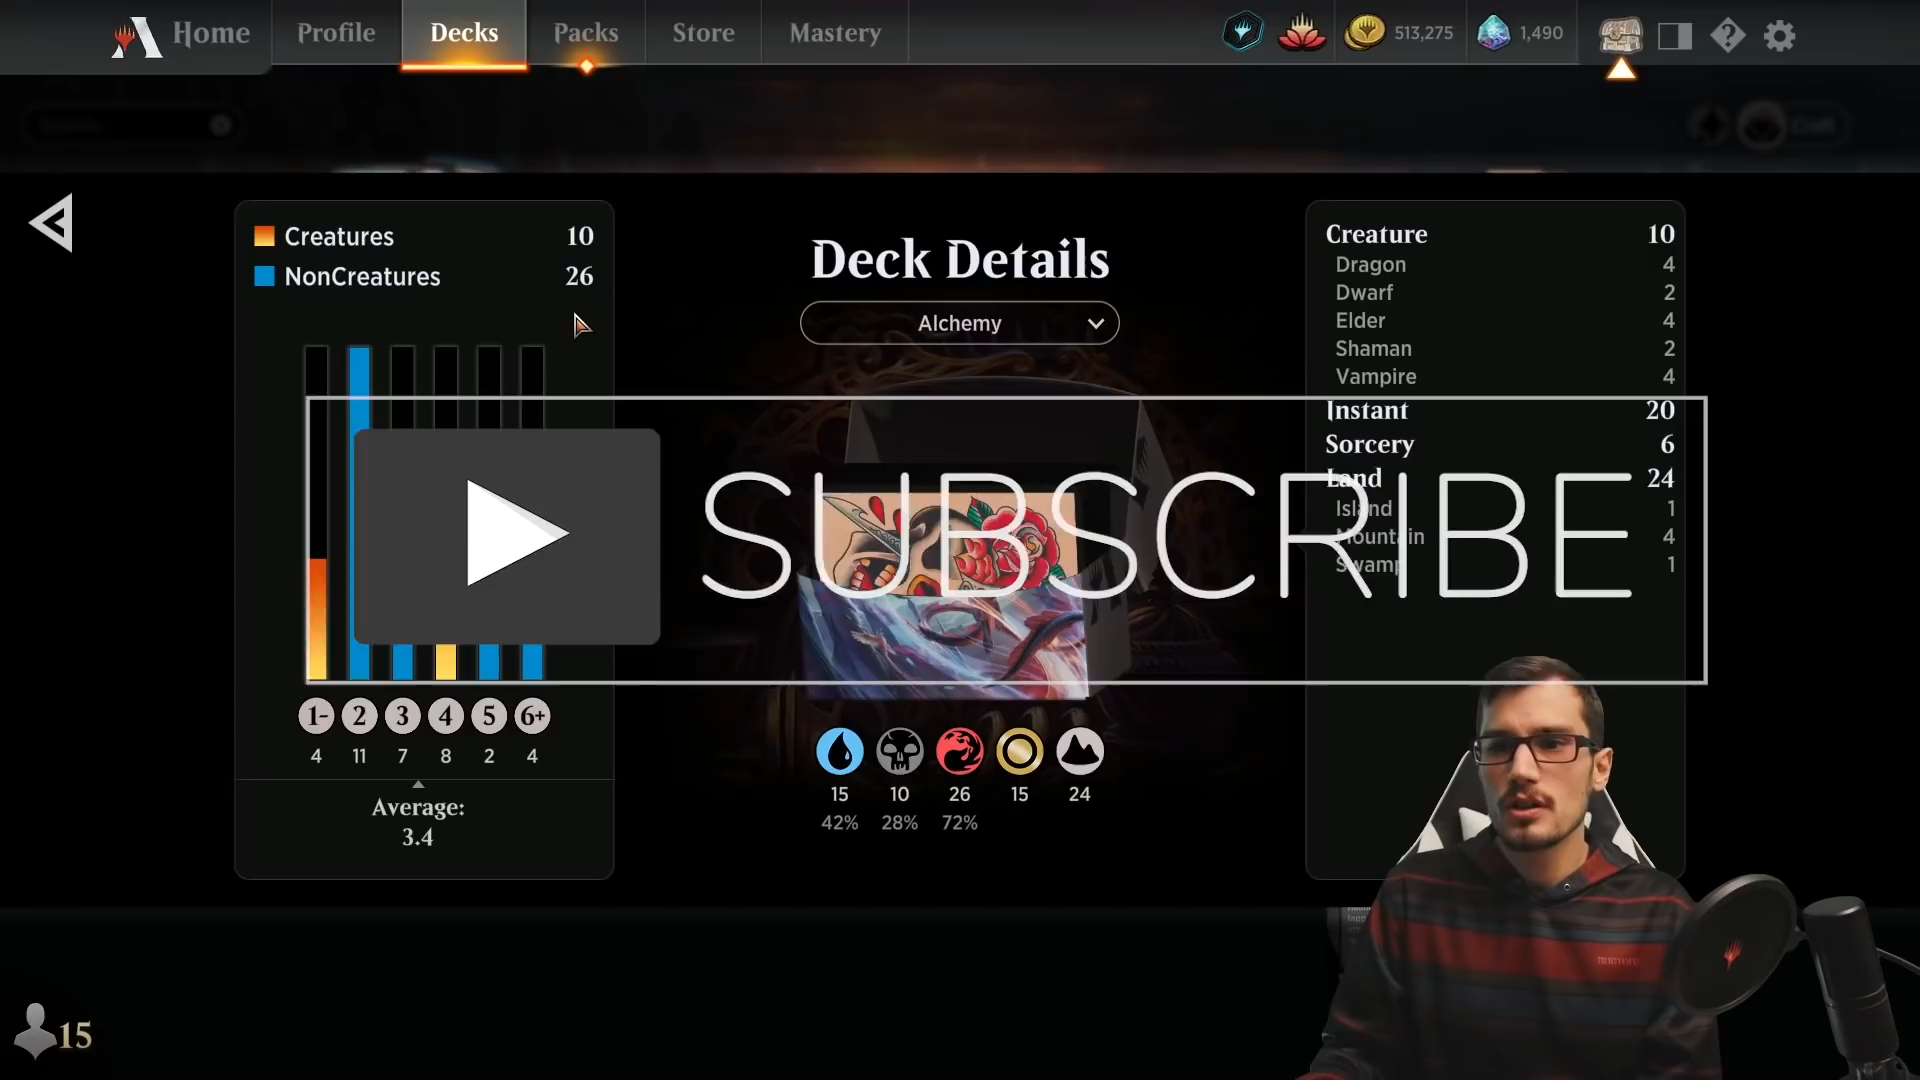 Home
Profile
Decks
Packs
Store
Mastery
513,275
1,490
Creatures 10
NonCreatures 26
1- 2 3 4 5 6+
4 11 7 8 2 4
Average:
3.4
Deck Details
Alchemy
SUBSCRIBE
15 10 26 15 24
42% 28% 72%
Creature 10
Dragon 4
Dwarf 2
Elder 4
Shaman 2
Vampire 4
Instant 20
Sorcery 6
Land 24
Island 1
Mountain 4
Swamp 1
15